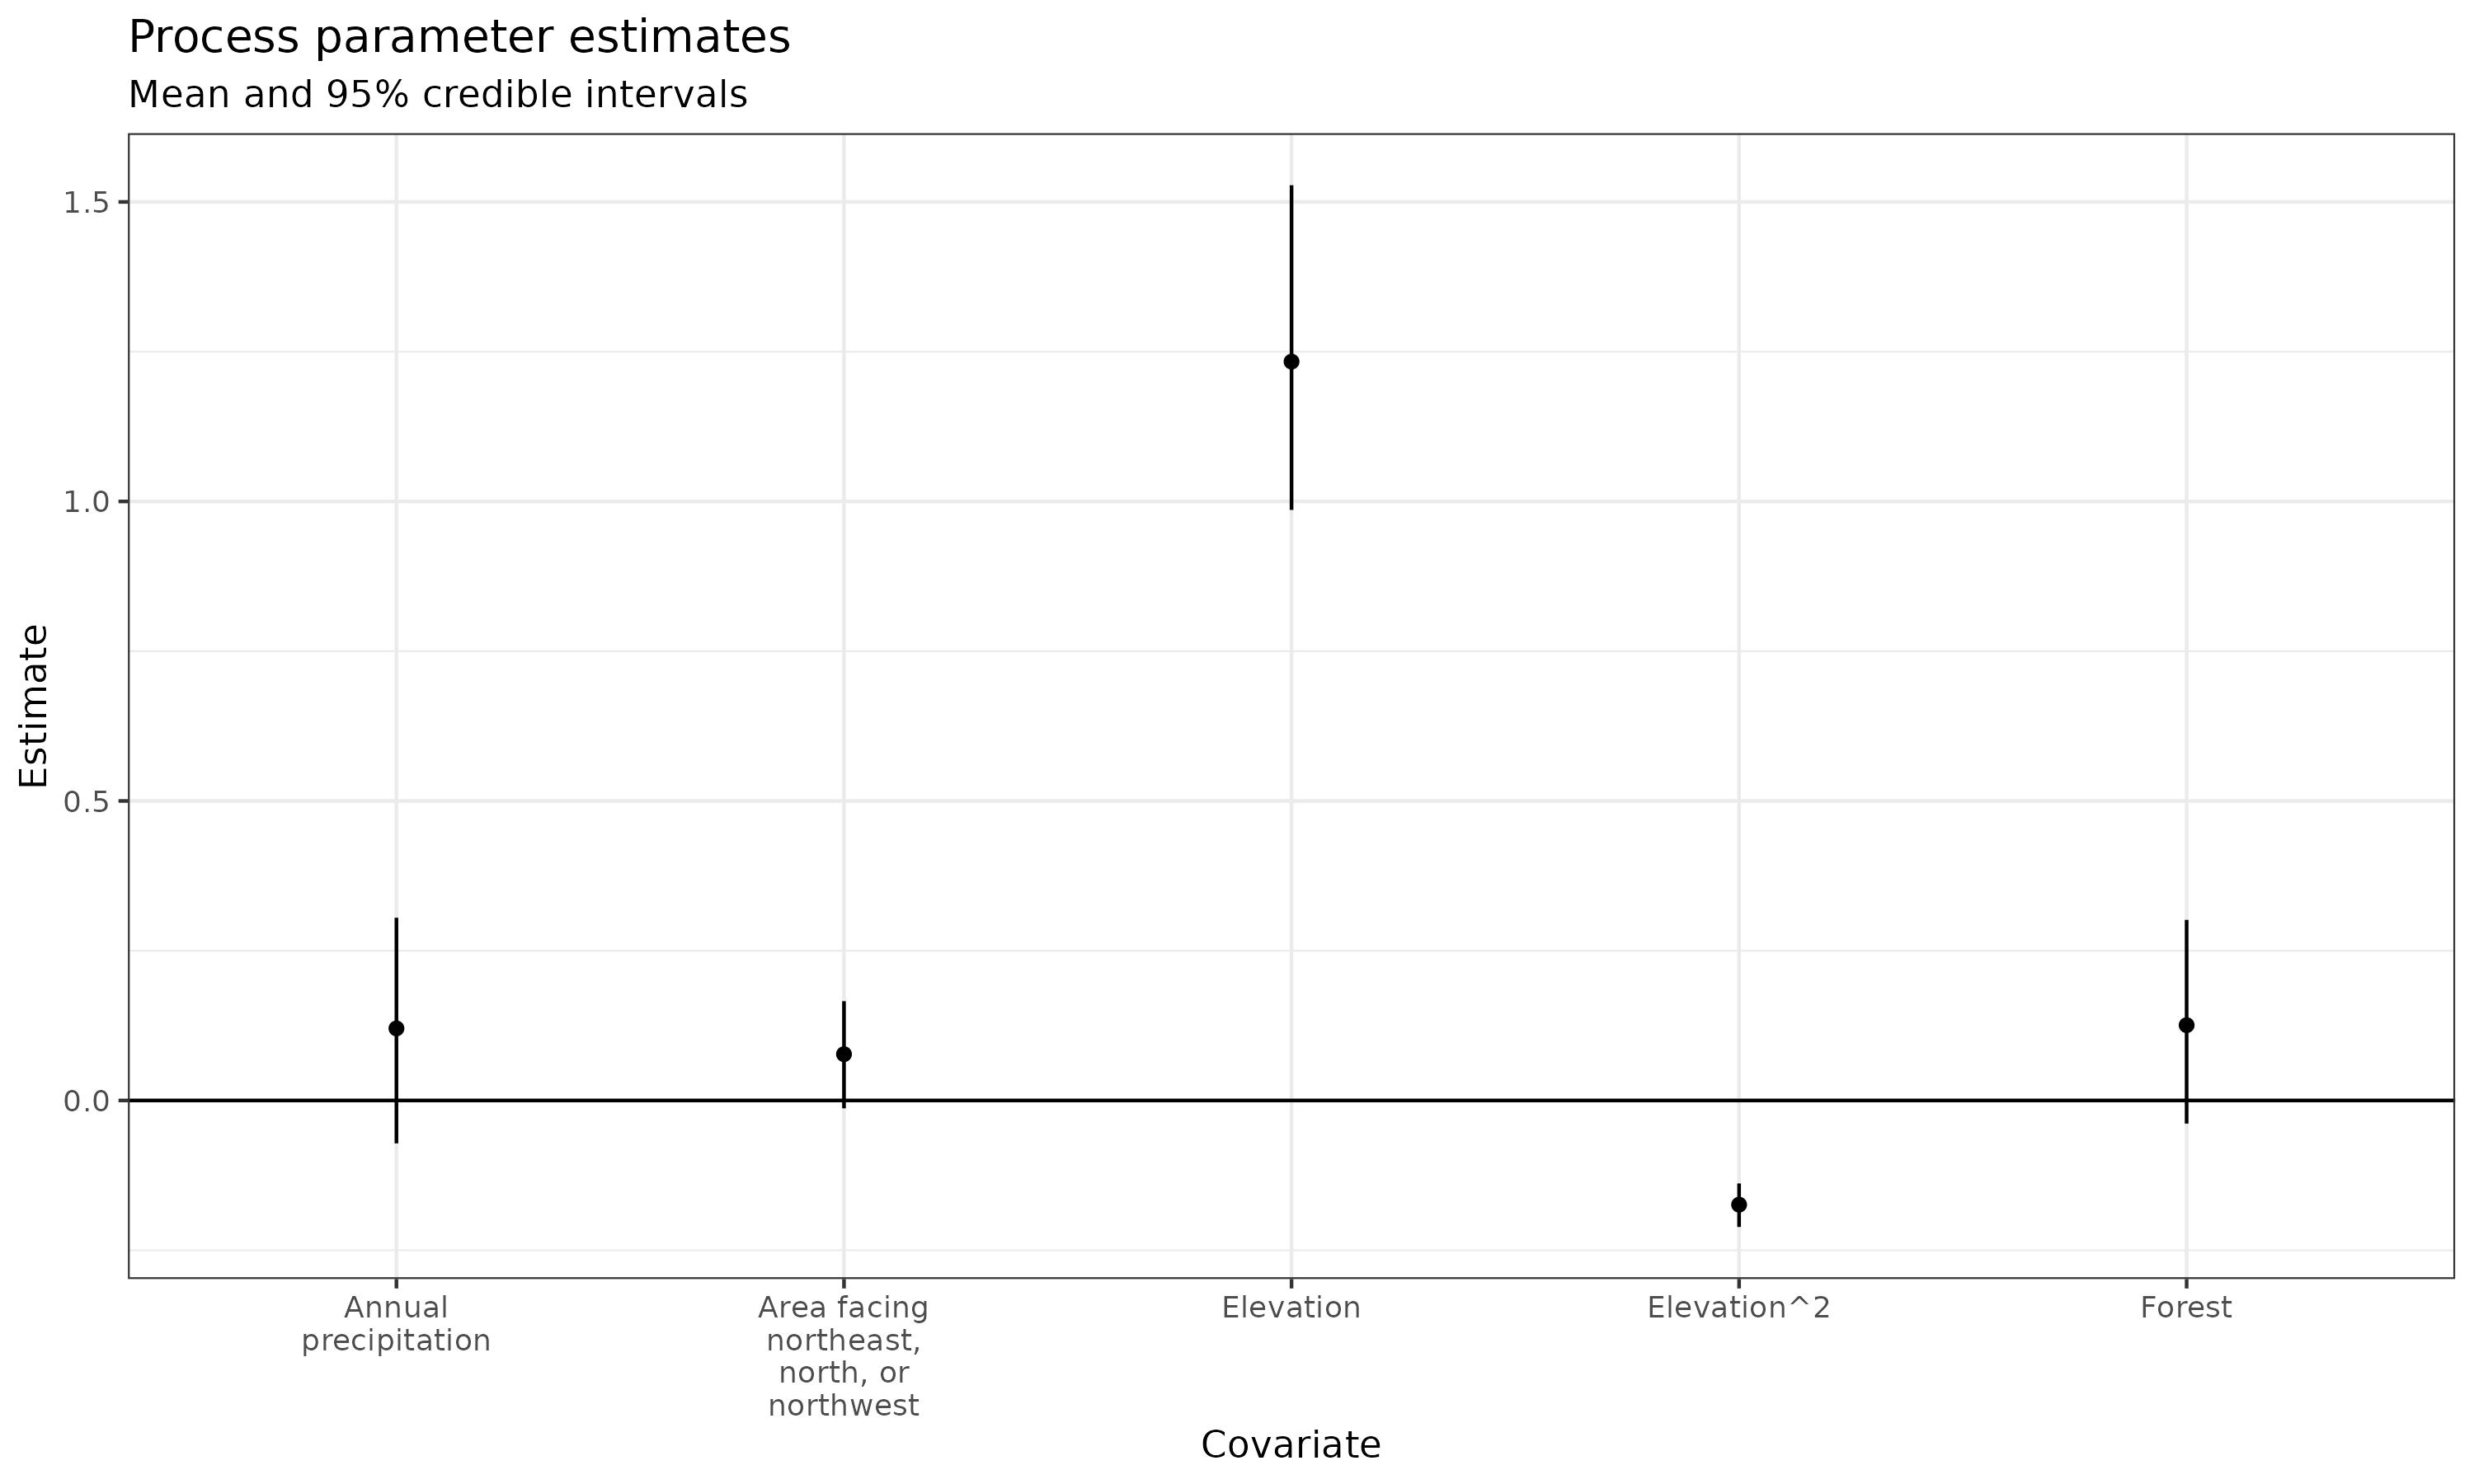 Process parameter estimates
Mean and 95% credible intervals
Estimate
1.5
1.0
0.5
0.0
Annual
precipitation
Area facing
northeast,
north, or
northwest
Elevation
Elevation^2
Forest
Covariate